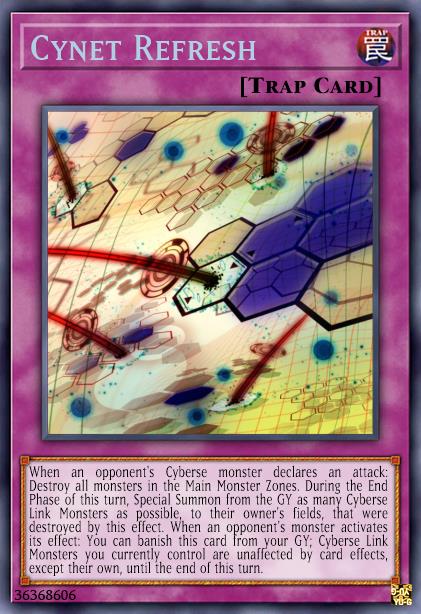 Cynet Refresh
TRAP
罠
[Trap Card]
When an opponent's Cyberse monster declares an attack:
Destroy all monsters in the Main Monster Zones. During the End
Phase of this turn, Special Summon from the GY as many Cyberse
Link Monsters as possible, to their owner's fields, that were
destroyed by this effect. When an opponent's monster activates
its effect: You can banish this card from your GY; Cyberse Link
Monsters you currently control are unaffected by card effects,
except their own, until the end of this turn.
36368606